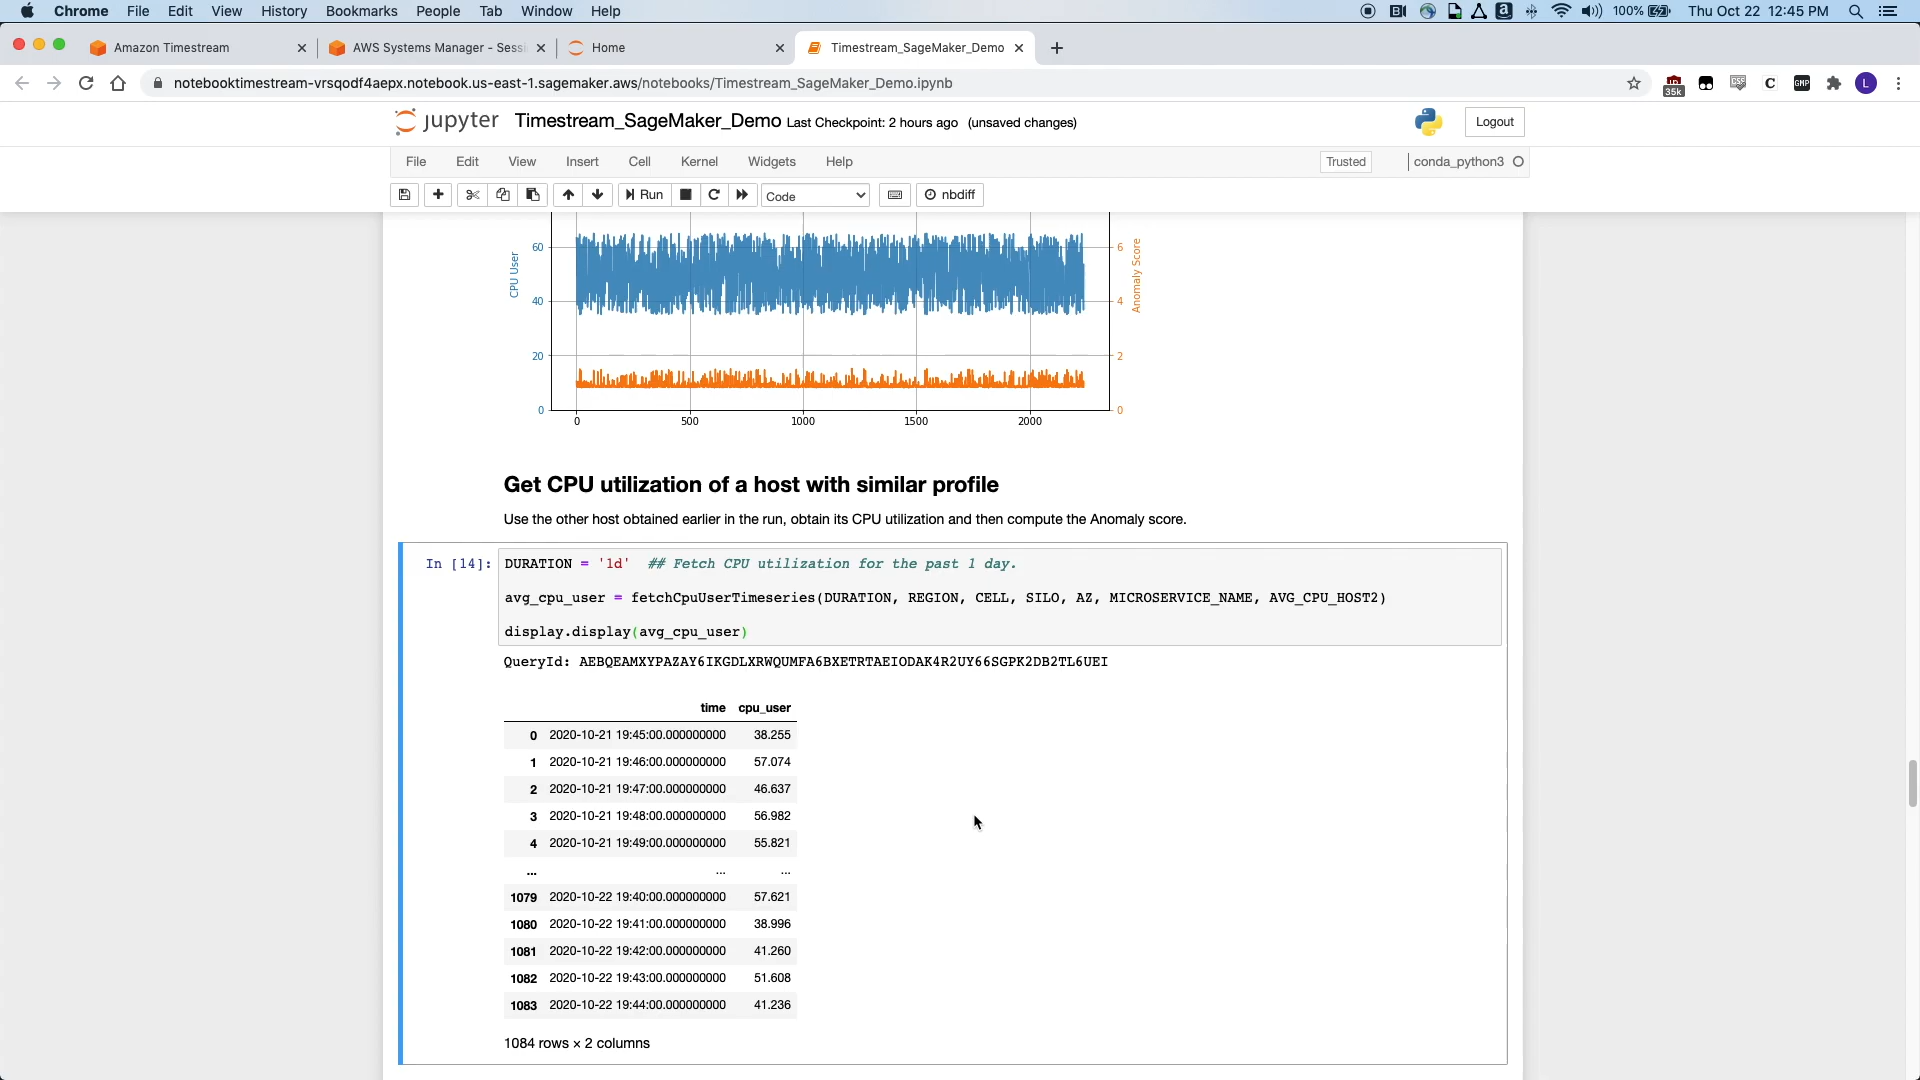 Chrome File Edit View History Bookmarks People Tab Window Help 100% Thu Oct 22 12:45 PM
Amazon Timestream AWS Systems Manager - Sessi Home Timestream_SageMaker_Demo
notebooktimestream-vrsqodf4aepx.notebook.us-east-1.sagemaker.aws/notebooks/Timestream_SageMaker_Demo.ipynb 35k C GMP L
jupyter Timestream_SageMaker_Demo Last Checkpoint: 2 hours ago (unsaved changes) Logout
File Edit View Insert Cell Kernel Widgets Help Trusted conda_python3
Run Code nbdiff
60 6
CPU User Anomaly Score
40 4
20 2
0 0
0 500 1000 1500 2000
Get CPU utilization of a host with similar profile
Use the other host obtained earlier in the run, obtain its CPU utilization and then compute the Anomaly score.
In [14]: DURATION = '1d' ## Fetch CPU utilization for the past 1 day.
avg_cpu_user = fetchCpuUserTimeseries(DURATION, REGION, CELL, SILO, AZ, MICROSERVICE_NAME, AVG_CPU_HOST2)
display.display(avg_cpu_user)
QueryId: AEBQEAMXYPAZAY6IKGDLXRWQUMFA6BXETRTAEIODAK4R2UY66SGPK2DB2TL6UEI
time cpu_user
0 2020-10-21 19:45:00.000000000 38.255
1 2020-10-21 19:46:00.000000000 57.074
2 2020-10-21 19:47:00.000000000 46.637
3 2020-10-21 19:48:00.000000000 56.982
4 2020-10-21 19:49:00.000000000 55.821
... ... ...
1079 2020-10-22 19:40:00.000000000 57.621
1080 2020-10-22 19:41:00.000000000 38.996
1081 2020-10-22 19:42:00.000000000 41.260
1082 2020-10-22 19:43:00.000000000 51.608
1083 2020-10-22 19:44:00.000000000 41.236
1084 rows × 2 columns